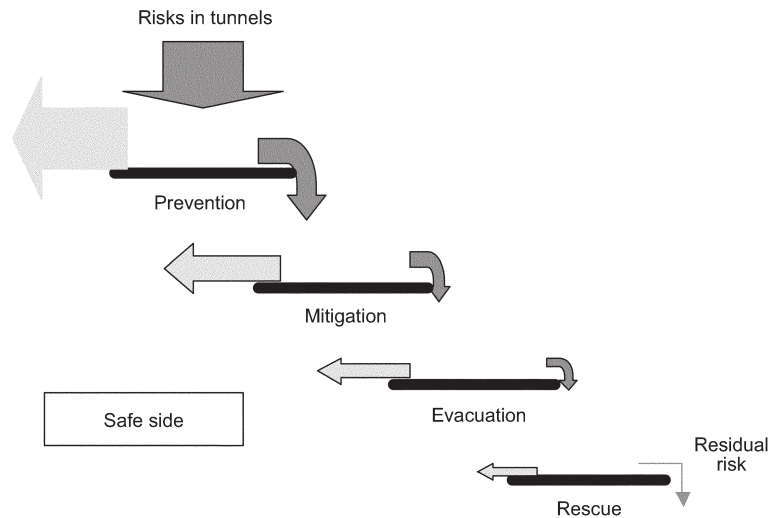 Risks in tunnels
Prevention
Mitigation
Evacuation
Safe side
Residual
risk
Rescue